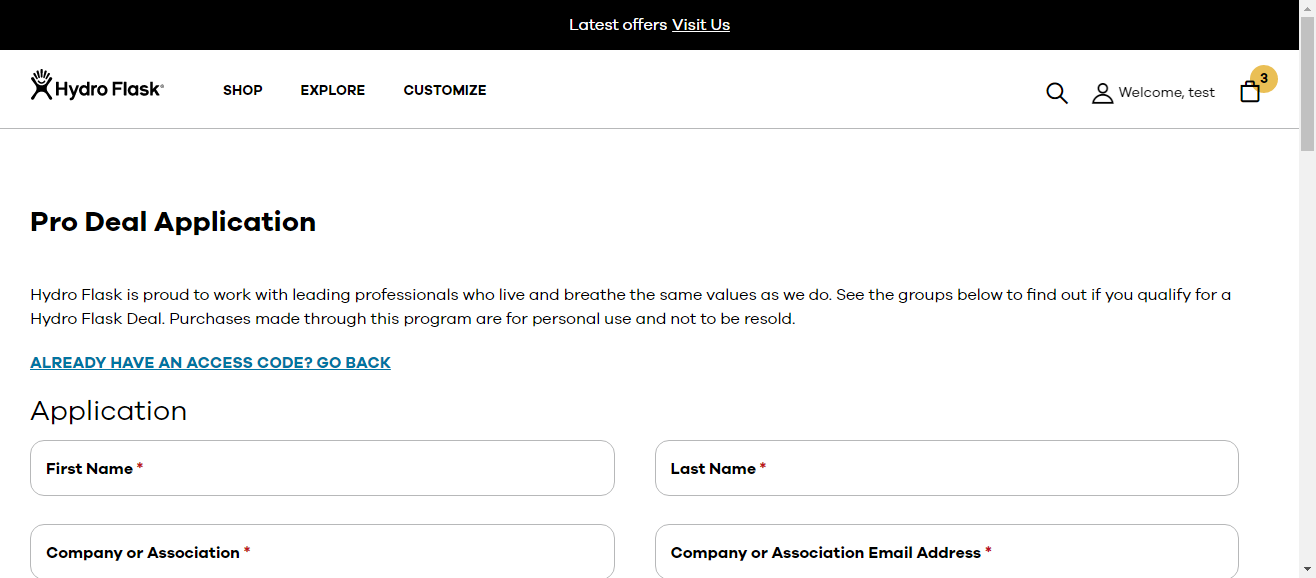 Latest offers Visit Us
Hydro Flask
SHOP EXPLORE CUSTOMIZE
Welcome, test
3
Pro Deal Application
Hydro Flask is proud to work with leading professionals who live and breathe the same values as we do. See the groups below to find out if you qualify for a
Hydro Flask Deal. Purchases made through this program are for personal use and not to be resold.
ALREADY HAVE AN ACCESS CODE? GO BACK
Application
First Name *
Last Name *
Company or Association *
Company or Association Email Address *